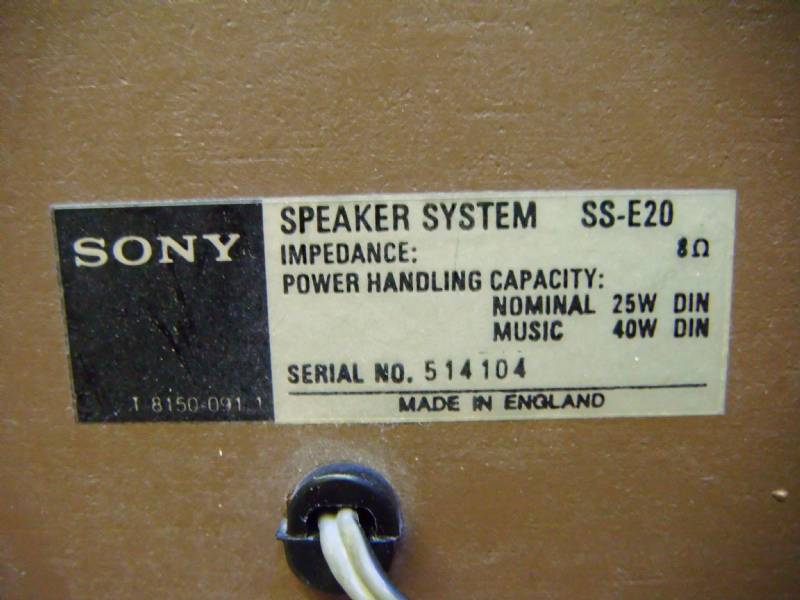 SONY
SPEAKER SYSTEM SS-E20
IMPEDANCE: 8Ω
POWER HANDLING CAPACITY:
NOMINAL 25W DIN
MUSIC 40W DIN
SERIAL NO. 514104
MADE IN ENGLAND
T 8150-091 1